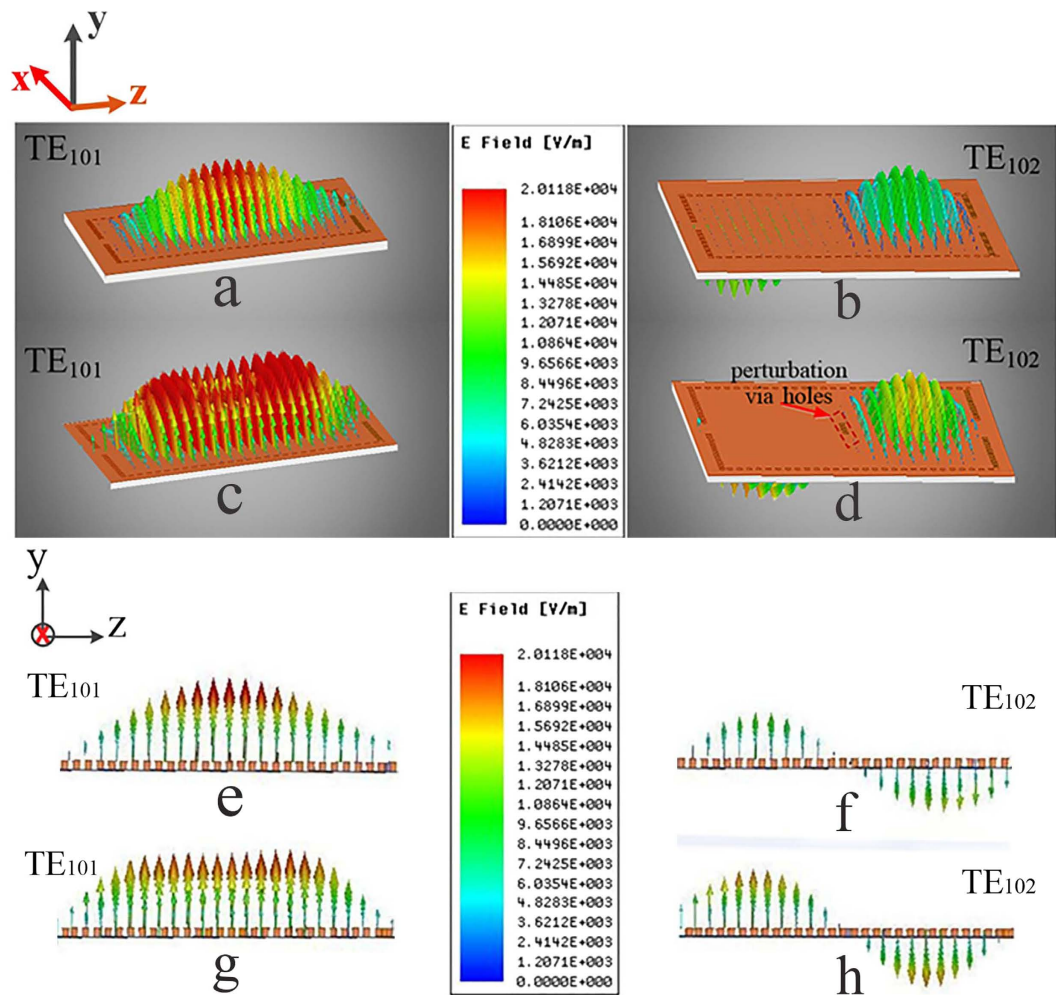 y
x
z
TE101
E Field [V/m]
2.0118E+004
1.8106E+004
1.6899E+004
1.5692E+004
1.4485E+004
1.3278E+004
1.2071E+004
1.0864E+004
9.6566E+003
8.4496E+003
7.2425E+003
6.0354E+003
4.8283E+003
3.6212E+003
2.4142E+003
1.2071E+003
0.0000E+000
TE102
a
b
TE101
TE102
perturbation
via holes
c
d
y
x
z
TE101
E Field [V/m]
2.0118E+004
1.8106E+004
1.6899E+004
1.5692E+004
1.4485E+004
1.3278E+004
1.2071E+004
1.0864E+004
9.6566E+003
8.4496E+003
7.2425E+003
6.0354E+003
4.8283E+003
3.6212E+003
2.4142E+003
1.2071E+003
0.0000E+000
TE102
e
f
TE101
TE102
g
h